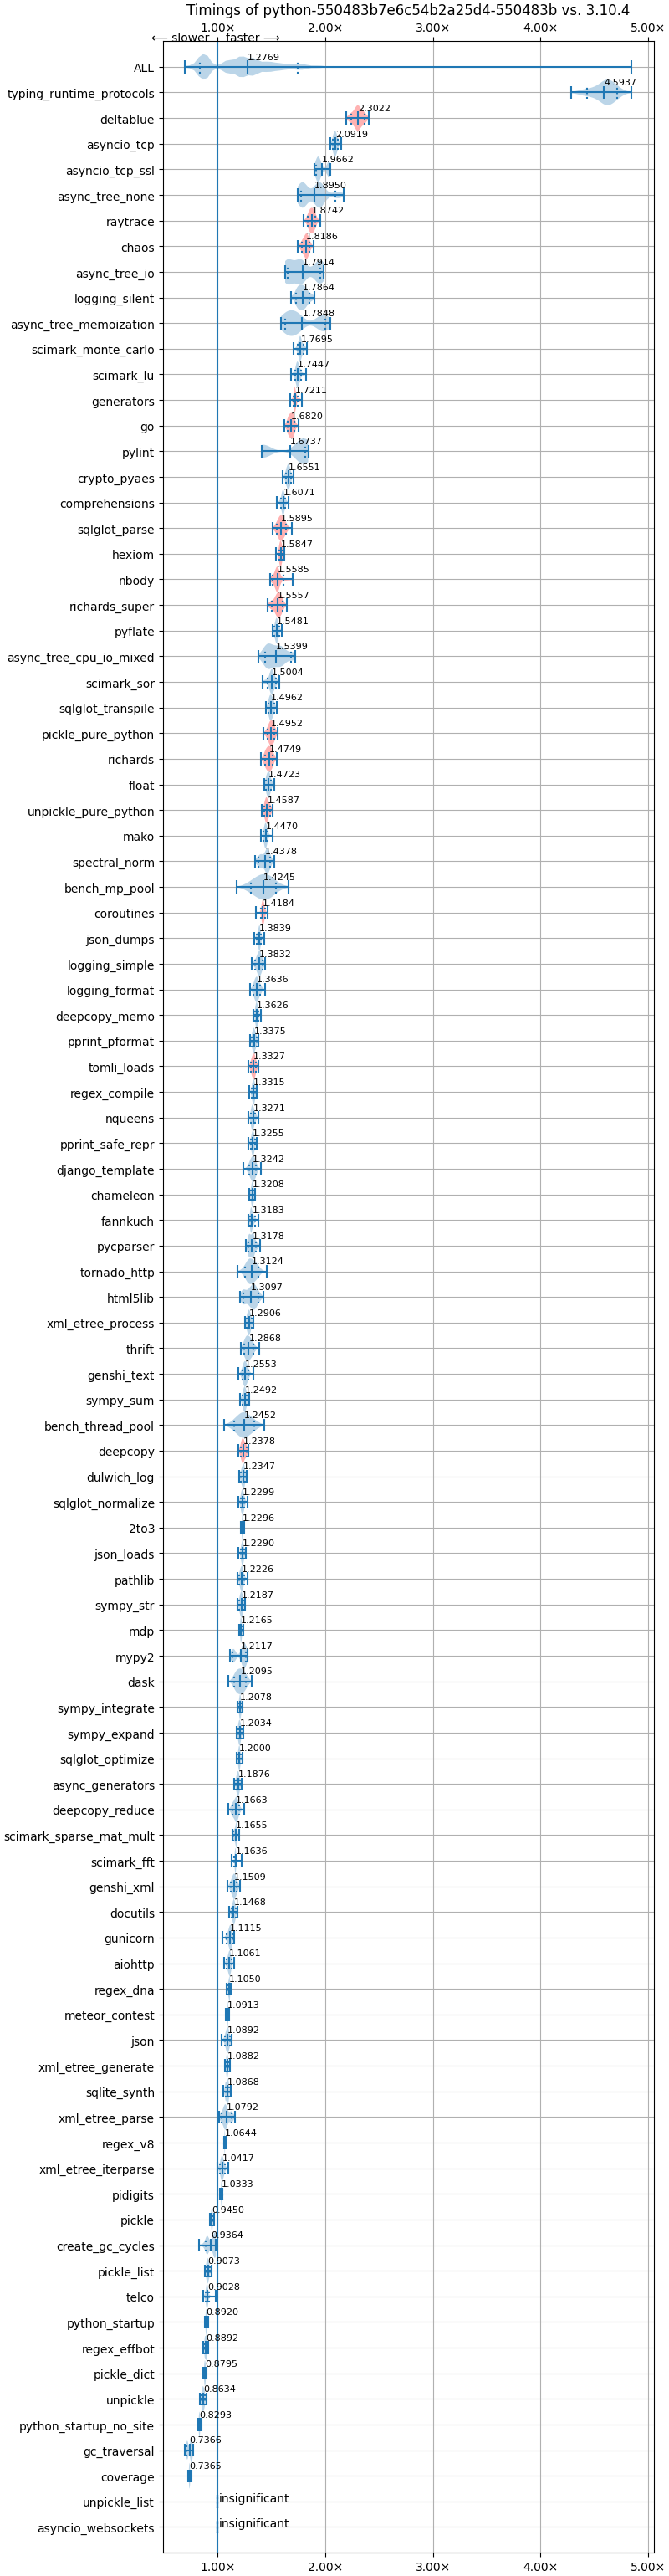 Timings of python-550483b7e6c54b2a25d4-550483b vs. 3.10.4
1.00× 2.00× 3.00× 4.00× 5.00×
⟵ slower faster ⟶
ALL 1.2769
typing_runtime_protocols 4.5937
deltablue 2.3022
asyncio_tcp 2.0919
asyncio_tcp_ssl 1.9662
async_tree_none 1.8950
raytrace 1.8742
chaos 1.8186
async_tree_io 1.7914
logging_silent 1.7864
async_tree_memoization 1.7848
scimark_monte_carlo 1.7695
scimark_lu 1.7447
generators 1.7211
go 1.6820
pylint 1.6737
crypto_pyaes 1.6551
comprehensions 1.6071
sqlglot_parse 1.5895
hexiom 1.5847
nbody 1.5585
richards_super 1.5557
pyflate 1.5481
async_tree_cpu_io_mixed 1.5399
scimark_sor 1.5004
sqlglot_transpile 1.4962
pickle_pure_python 1.4952
richards 1.4749
float 1.4723
unpickle_pure_python 1.4587
mako 1.4470
spectral_norm 1.4378
bench_mp_pool 1.4245
coroutines 1.4184
json_dumps 1.3839
logging_simple 1.3832
logging_format 1.3636
deepcopy_memo 1.3626
pprint_pformat 1.3375
tomli_loads 1.3327
regex_compile 1.3315
nqueens 1.3271
pprint_safe_repr 1.3255
django_template 1.3242
chameleon 1.3208
fannkuch 1.3183
pycparser 1.3178
tornado_http 1.3124
html5lib 1.3097
xml_etree_process 1.2906
thrift 1.2868
genshi_text 1.2553
sympy_sum 1.2492
bench_thread_pool 1.2452
deepcopy 1.2378
dulwich_log 1.2347
sqlglot_normalize 1.2299
2to3 1.2296
json_loads 1.2290
pathlib 1.2226
sympy_str 1.2187
mdp 1.2165
mypy2 1.2117
dask 1.2095
sympy_integrate 1.2078
sympy_expand 1.2034
sqlglot_optimize 1.2000
async_generators 1.1876
deepcopy_reduce 1.1663
scimark_sparse_mat_mult 1.1655
scimark_fft 1.1636
genshi_xml 1.1509
docutils 1.1468
gunicorn 1.1115
aiohttp 1.1061
regex_dna 1.1050
meteor_contest 1.0913
json 1.0892
xml_etree_generate 1.0882
sqlite_synth 1.0868
xml_etree_parse 1.0792
regex_v8 1.0644
xml_etree_iterparse 1.0417
pidigits 1.0333
pickle 0.9450
create_gc_cycles 0.9364
pickle_list 0.9073
telco 0.9028
python_startup 0.8920
regex_effbot 0.8892
pickle_dict 0.8795
unpickle 0.8634
python_startup_no_site 0.8293
gc_traversal 0.7366
coverage 0.7365
unpickle_list insignificant
asyncio_websockets insignificant
1.00× 2.00× 3.00× 4.00× 5.00×